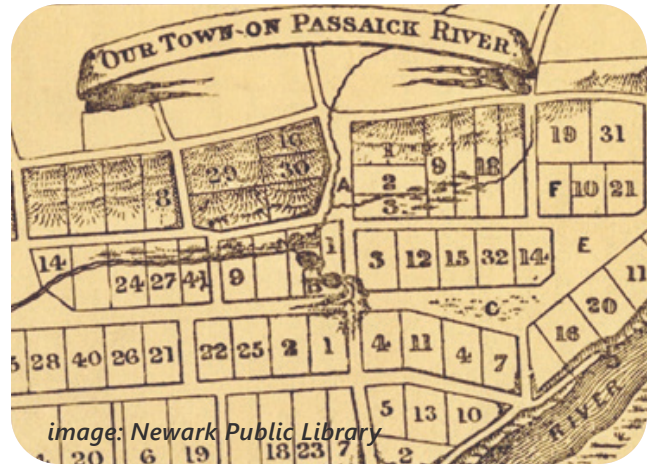 OUR TOWN-ON PASSAICK RIVER.
16
19 31
29 30
1
9 18
8
A 2
F 10 21
3
14
1
E
3 12 15 32 14
11
24 27 41 9
B
20
C
16
28 40 26 21 22 25 2 1 4 11 4 7
RIVER
5 13 10
image: Newark Public Library
20 6 19 18 23 7 2